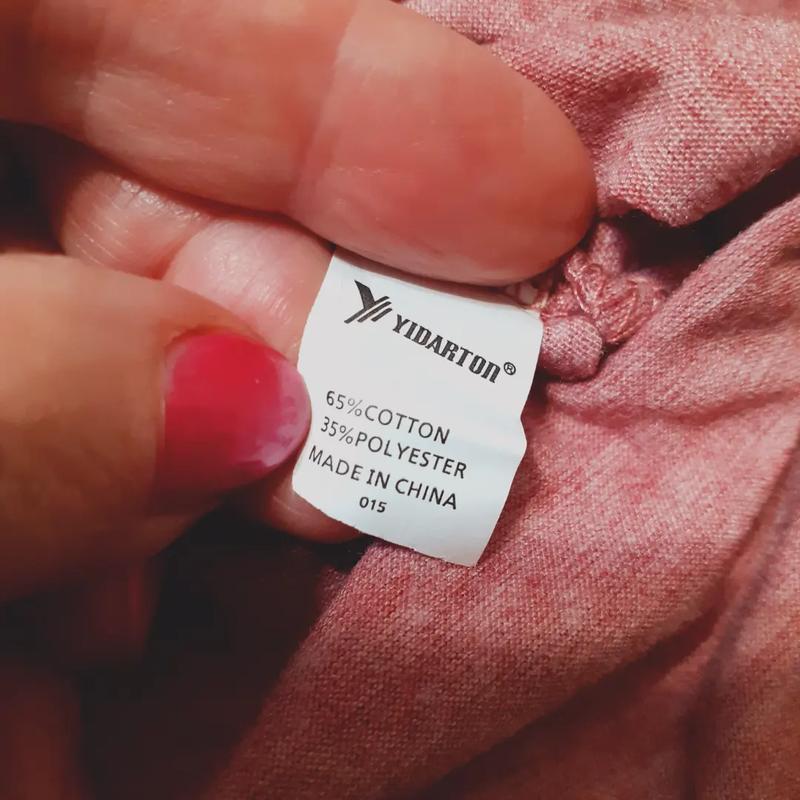 YIDARTON®
65%COTTON
35%POLYESTER
MADE IN CHINA
015